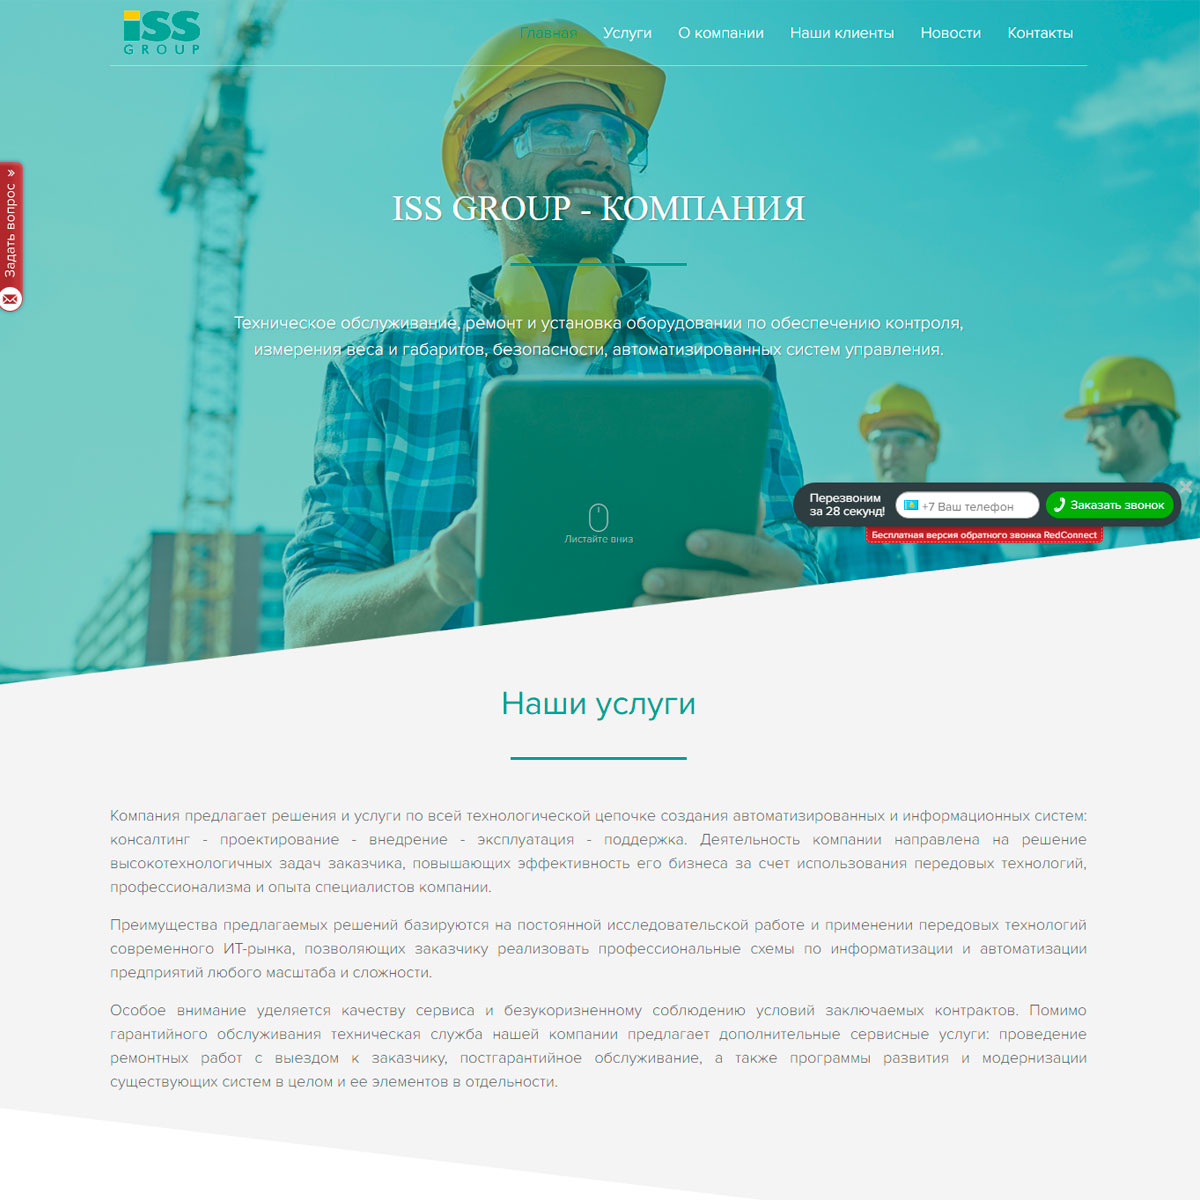 iSS
GROUP
Главная Услуги О компании Наши клиенты Новости Контакты
Задать вопрос »
ISS GROUP - КОМПАНИЯ
Техническое обслуживание, ремонт и установка оборудовании по обеспечению контроля,
измерения веса и габаритов, безопасности, автоматизированных систем управления.
Перезвоним
за 28 секунд!
+7 Ваш телефон
Заказать звонок
Бесплатная версия обратного звонка RedConnect
Листайте вниз
Наши услуги
Компания предлагает решения и услуги по всей технологической цепочке создания автоматизированных и информационных систем:
консалтинг - проектирование - внедрение - эксплуатация - поддержка. Деятельность компании направлена на решение
высокотехнологичных задач заказчика, повышающих эффективность его бизнеса за счет использования передовых технологий,
профессионализма и опыта специалистов компании.
Преимущества предлагаемых решений базируются на постоянной исследовательской работе и применении передовых технологий
современного ИТ-рынка, позволяющих заказчику реализовать профессиональные схемы по информатизации и автоматизации
предприятий любого масштаба и сложности.
Особое внимание уделяется качеству сервиса и безукоризненному соблюдению условий заключаемых контрактов. Помимо
гарантийного обслуживания техническая служба нашей компании предлагает дополнительные сервисные услуги: проведение
ремонтных работ с выездом к заказчику, постгарантийное обслуживание, а также программы развития и модернизации
существующих систем в целом и ее элементов в отдельности.